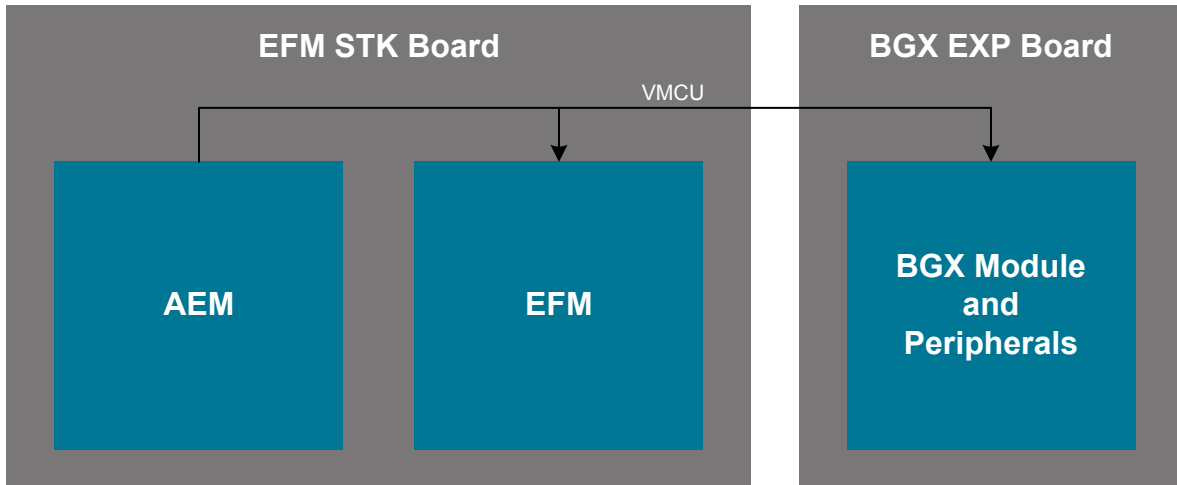 EFM STK Board
BGX EXP Board
VMCU
AEM
EFM
BGX Module
and
Peripherals